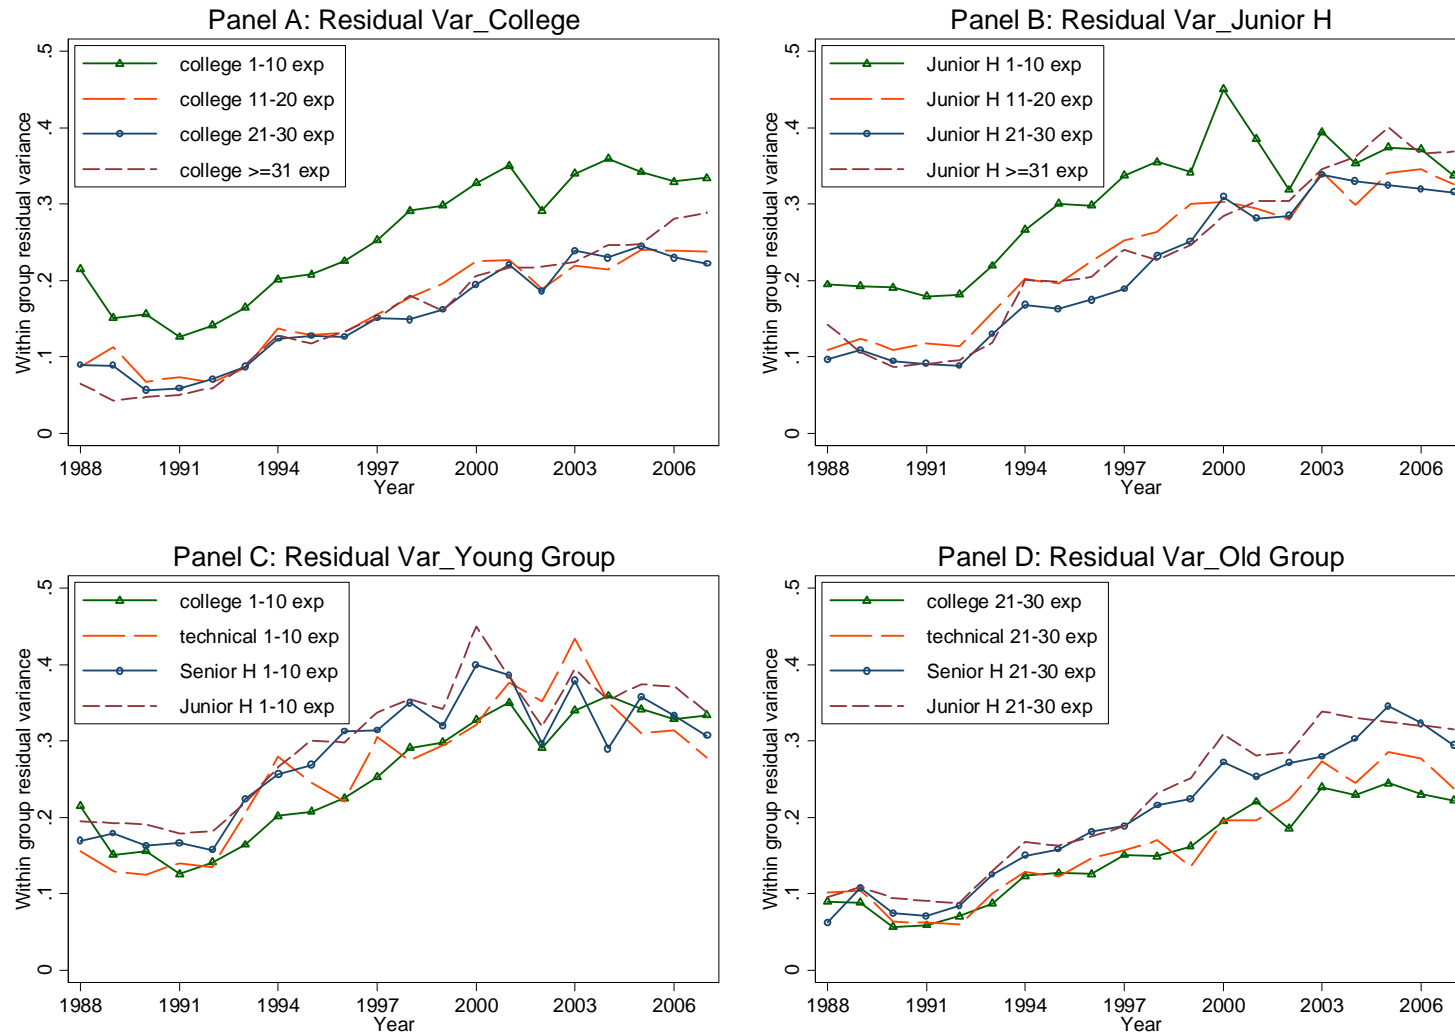 Panel A: Residual Var_College
Within group residual variance
.5
.4
.3
.2
.1
0
college 1-10 exp
college 11-20 exp
college 21-30 exp
college >=31 exp
1988 1991 1994 1997 2000 2003 2006
Year
Panel B: Residual Var_Junior H
Within group residual variance
.5
.4
.3
.2
.1
0
Junior H 1-10 exp
Junior H 11-20 exp
Junior H 21-30 exp
Junior H >=31 exp
1988 1991 1994 1997 2000 2003 2006
Year
Panel C: Residual Var_Young Group
Within group residual variance
.5
.4
.3
.2
.1
0
college 1-10 exp
technical 1-10 exp
Senior H 1-10 exp
Junior H 1-10 exp
1988 1991 1994 1997 2000 2003 2006
Year
Panel D: Residual Var_Old Group
Within group residual variance
.5
.4
.3
.2
.1
0
college 21-30 exp
technical 21-30 exp
Senior H 21-30 exp
Junior H 21-30 exp
1988 1991 1994 1997 2000 2003 2006
Year